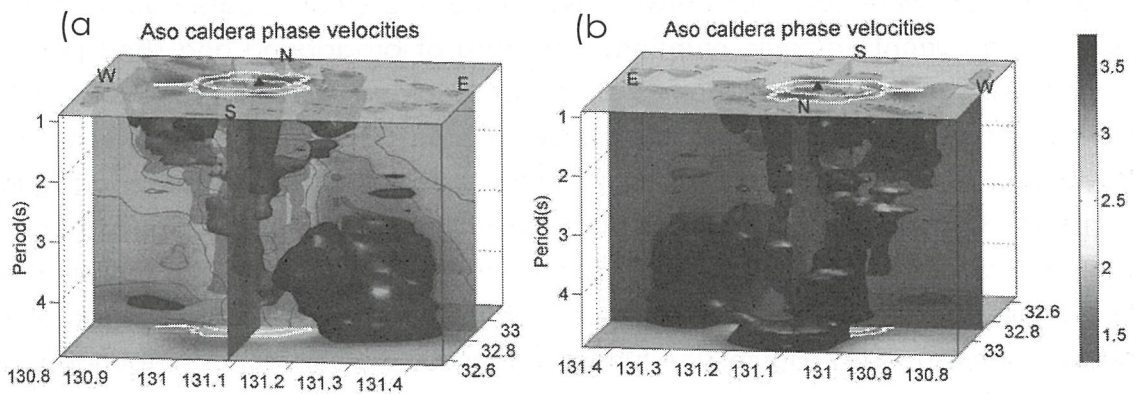 (a
Aso caldera phase velocities
N
W
E
S
1
2
3
4
Period(s)
130.8 130.9 131 131.1 131.2 131.3 131.4
33
32.8
32.6
(b
Aso caldera phase velocities
S
E
W
N
1
2
3
4
Period(s)
131.4 131.3 131.2 131.1 131 130.9 130.8
32.6
32.8
33
3.5
3
2.5
2
1.5